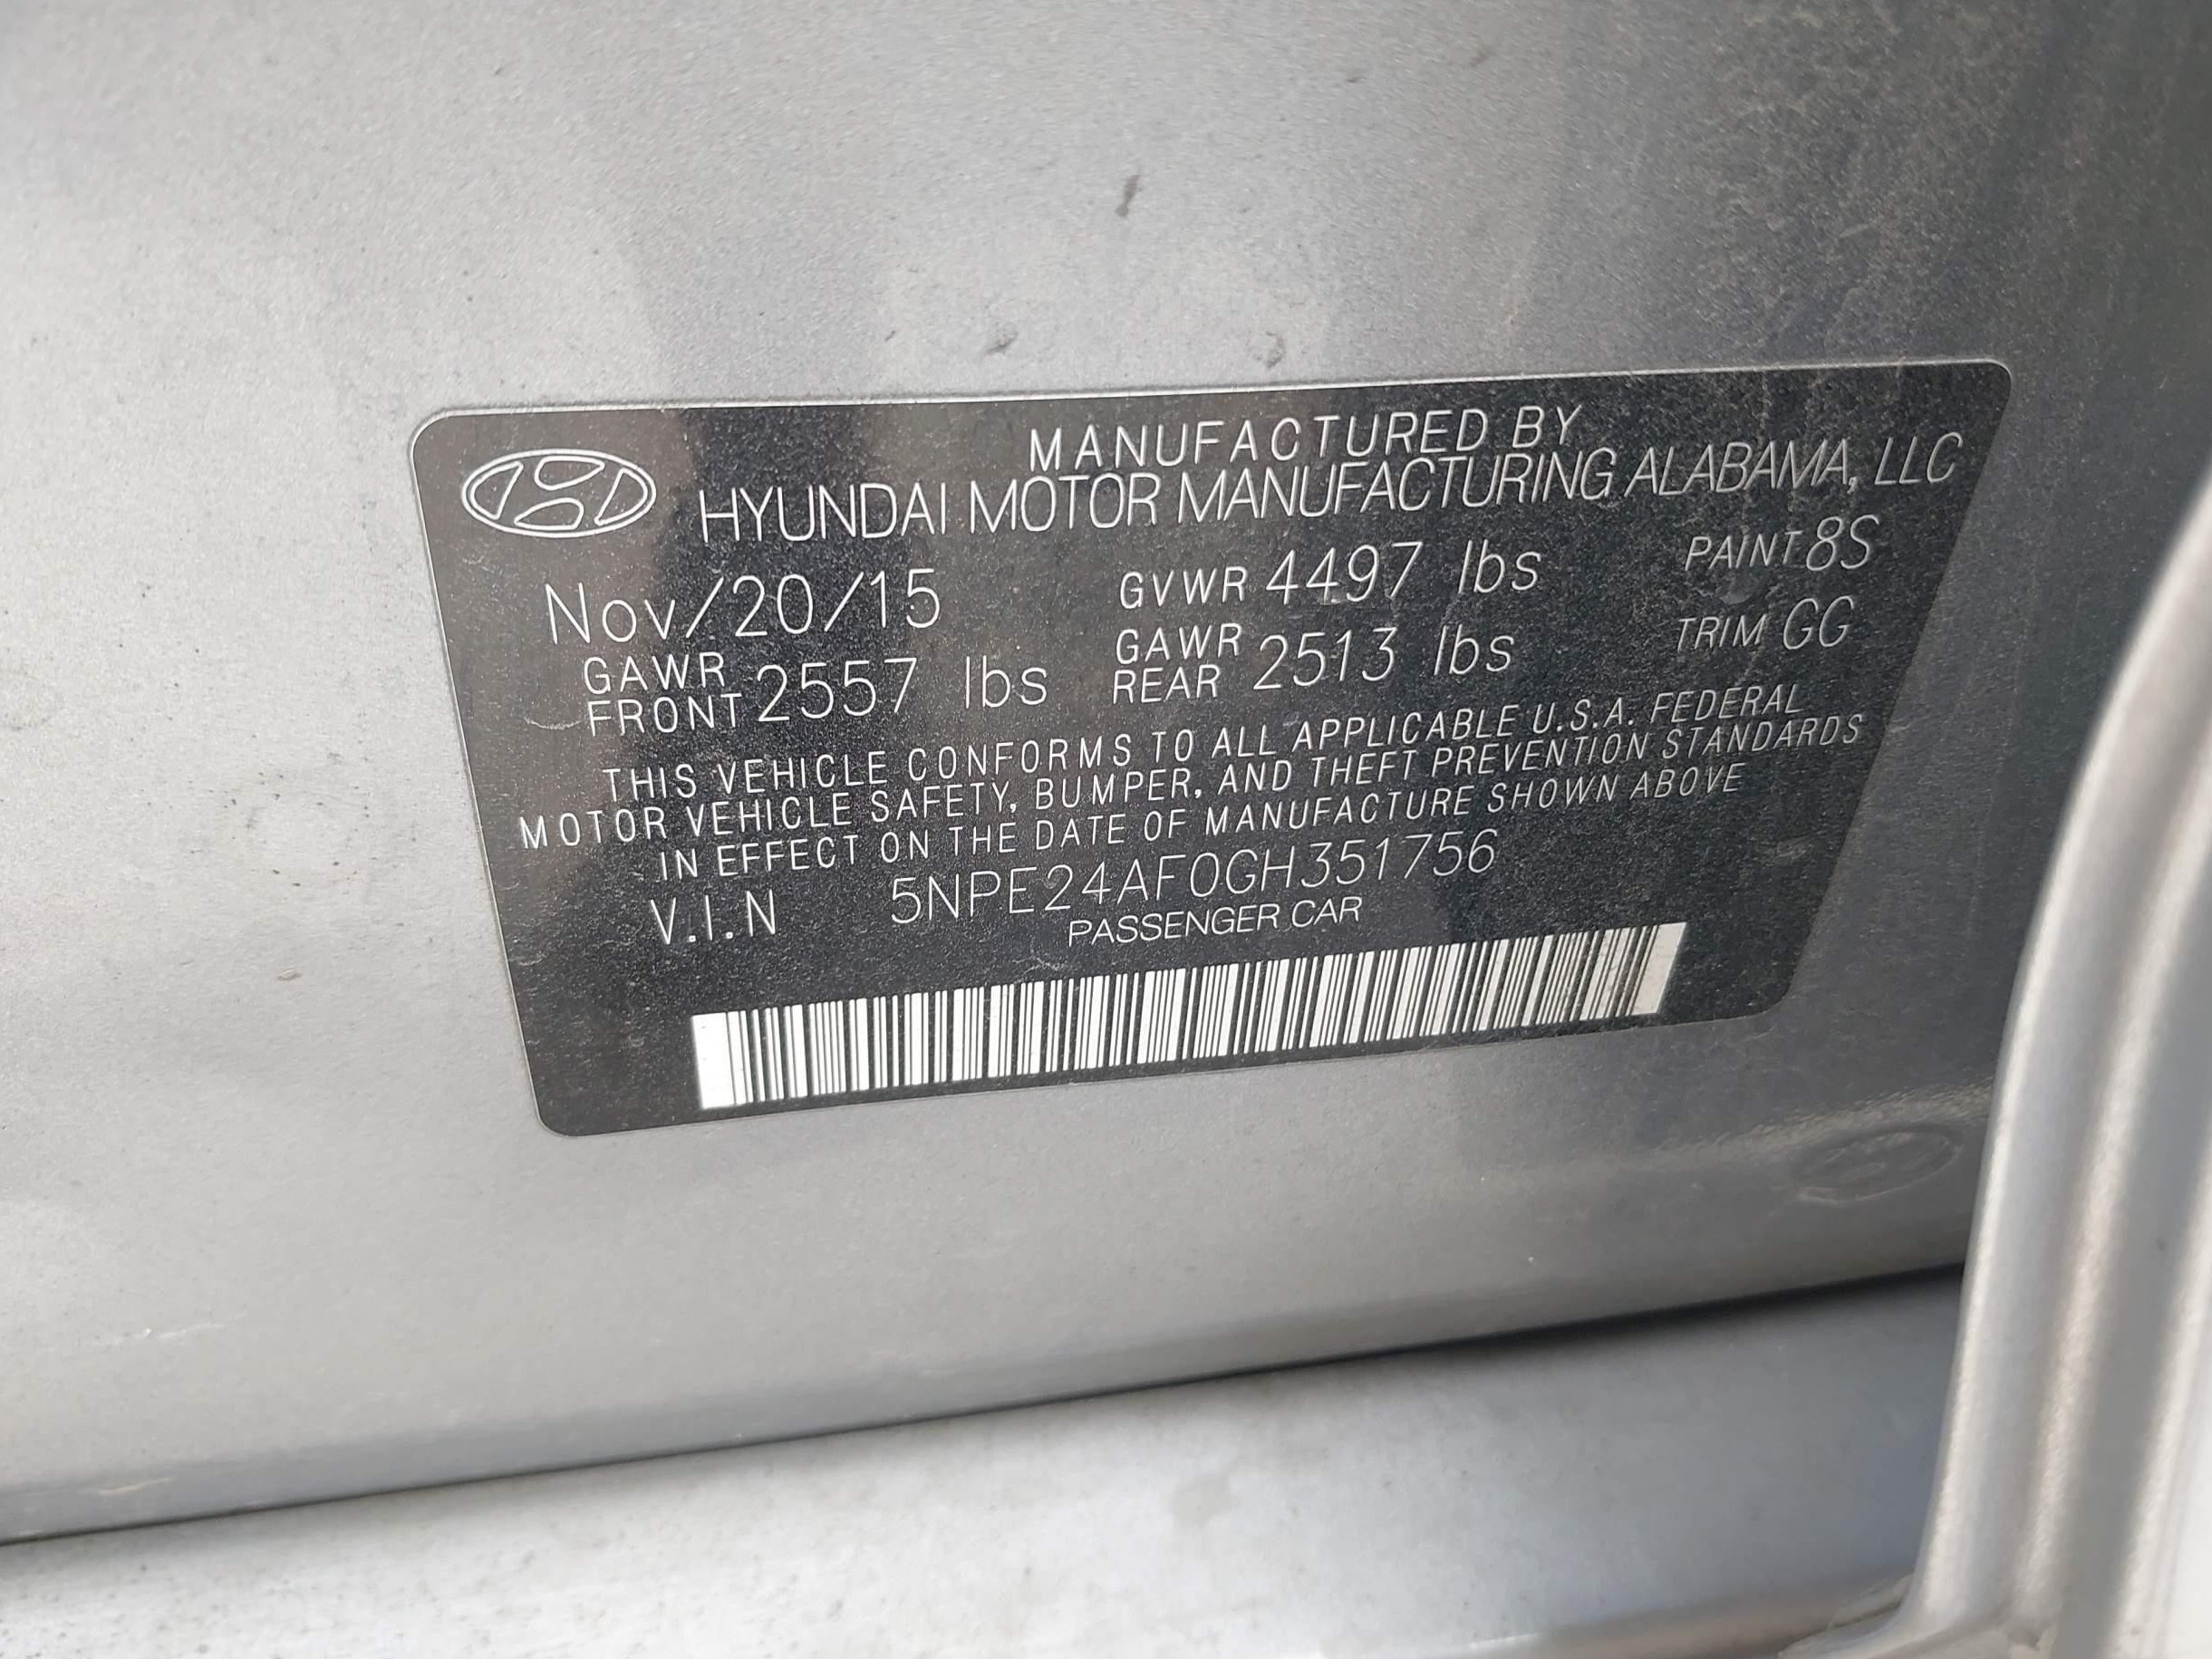 MANUFACTURED BY
HYUNDAI MOTOR MANUFACTURING ALABAMA, LLC
Nov/20/15 GVWR 4497 lbs PAINT 8S
GAWR FRONT 2557 lbs GAWR REAR 2513 lbs TRIM GG
THIS VEHICLE CONFORMS TO ALL APPLICABLE U.S.A. FEDERAL
MOTOR VEHICLE SAFETY, BUMPER, AND THEFT PREVENTION STANDARDS
IN EFFECT ON THE DATE OF MANUFACTURE SHOWN ABOVE
V.I.N 5NPE24AF0GH351756
PASSENGER CAR